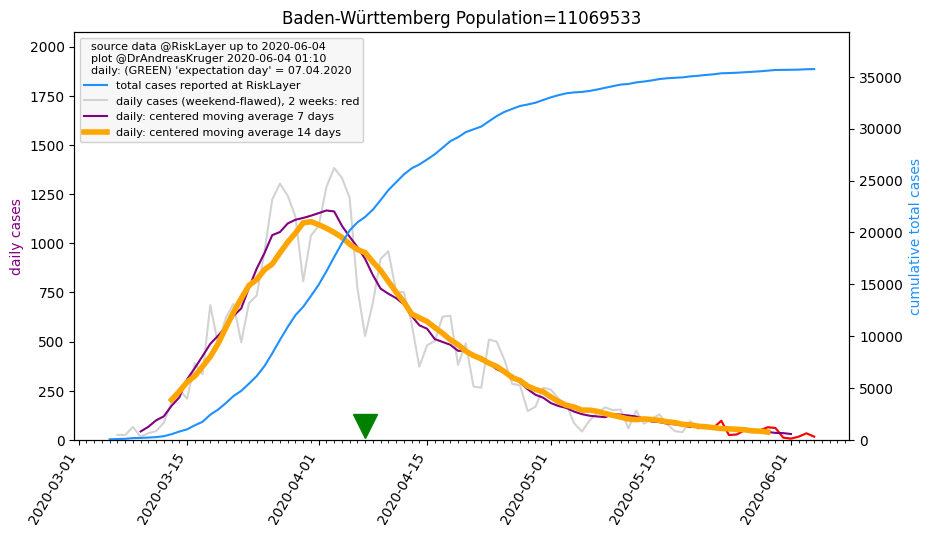 Baden-Württemberg Population=11069533
source data @RiskLayer up to 2020-06-04
plot @DrAndreasKruger 2020-06-04 01:10
daily: (GREEN) 'expectation day' = 07.04.2020
total cases reported at RiskLayer
daily cases (weekend-flawed), 2 weeks: red
daily: centered moving average 7 days
daily: centered moving average 14 days
daily cases
2000
1750
1500
1250
1000
750
500
250
0
35000
30000
25000
20000
15000
10000
5000
0
cumulative total cases
2020-03-01
2020-03-15
2020-04-01
2020-04-15
2020-05-01
2020-05-15
2020-06-01